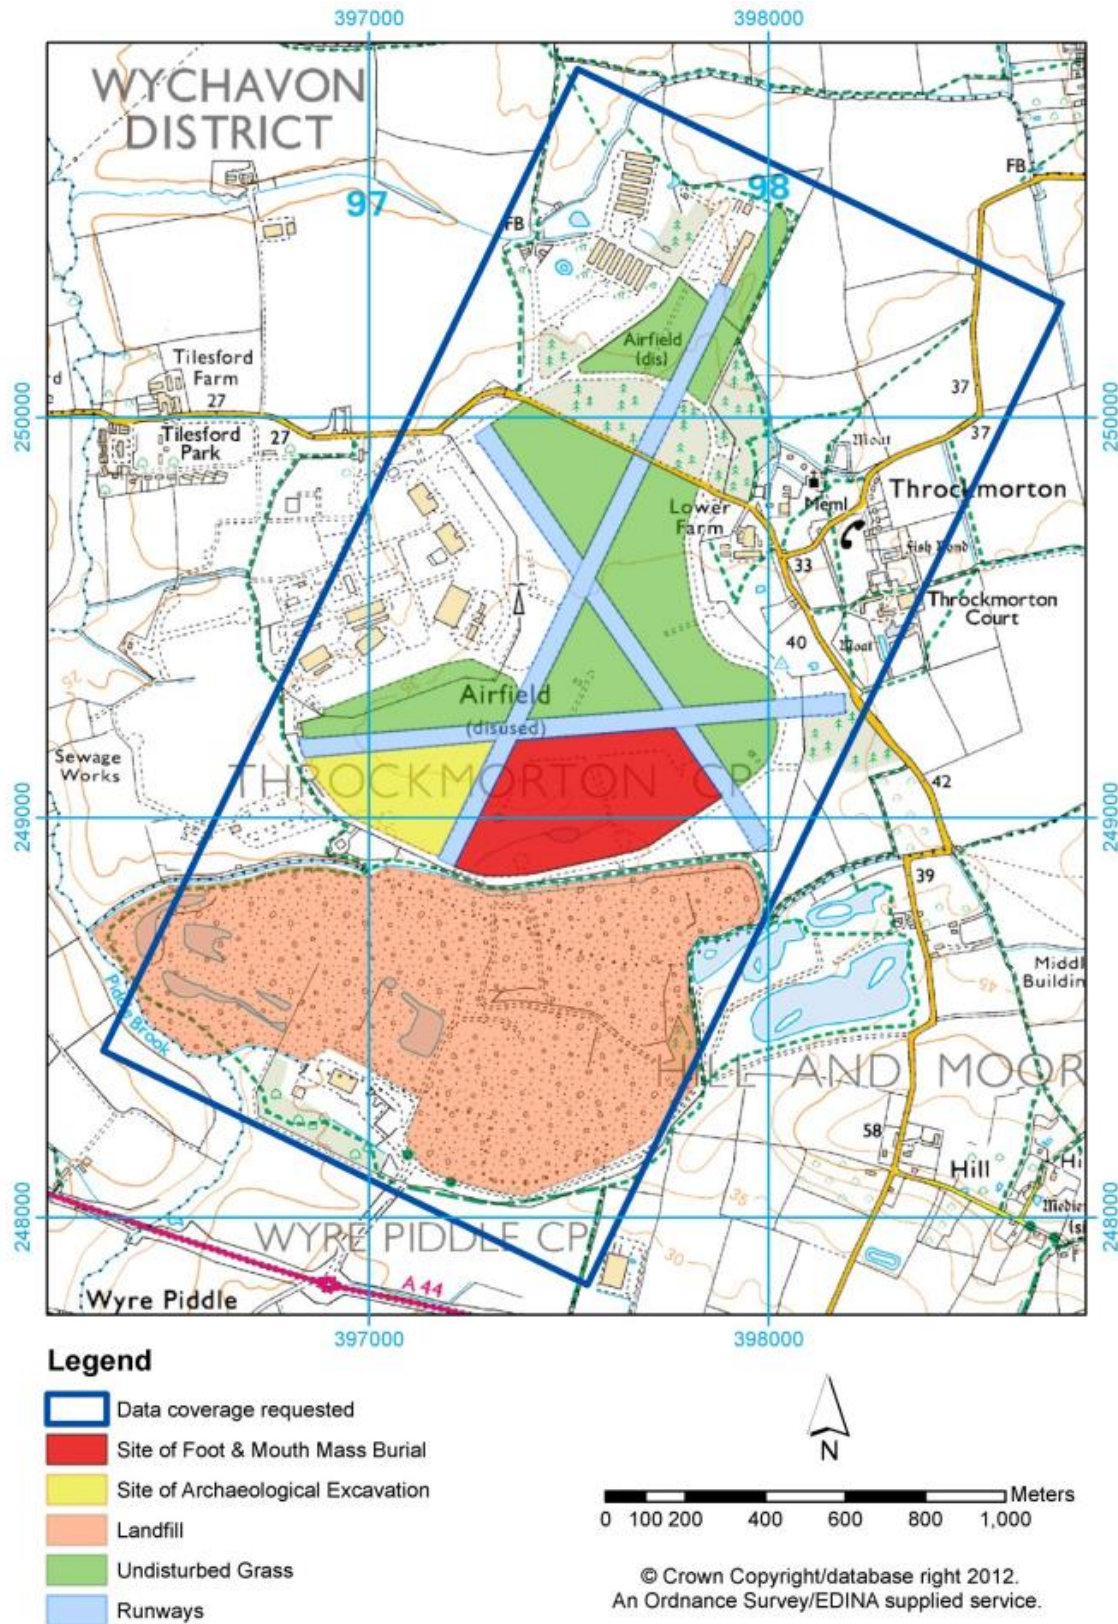 397000
398000
WYCHAVON
DISTRICT
97
98
FB
FB
Airfield
(dis)
Tilesford
Farm
27
27
Tilesford
Park
37
37
250000
250000
Moat
Meml
Throckmorton
Lower
Farm
Fish Pond
33
Throckmorton
Court
Moat
40
25
Airfield
(disused)
Sewage
Works
THROCKMORTON CP
42
249000
249000
39
Middl
Buildin
45
Piddle Brook
HILL AND MOOR
58
Hill
Hi
35
30
248000
248000
WYRE PIDDLE CP
A 44
Wyre Piddle
397000
398000
Legend
Data coverage requested
Site of Foot & Mouth Mass Burial
Site of Archaeological Excavation
Landfill
Undisturbed Grass
Runways
N
Meters
0 100 200 400 600 800 1,000
© Crown Copyright/database right 2012.
An Ordnance Survey/EDINA supplied service.